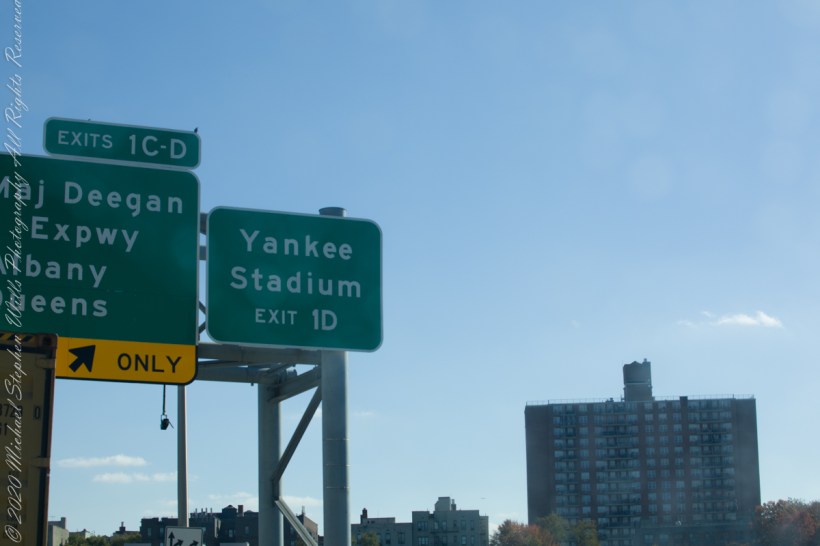 EXITS 1C-D
Maj Deegan
Expwy
Albany
Queens
ONLY
Yankee
Stadium
EXIT 1D
© 2020 Michael Stephen Wills Photography All Rights Reserved